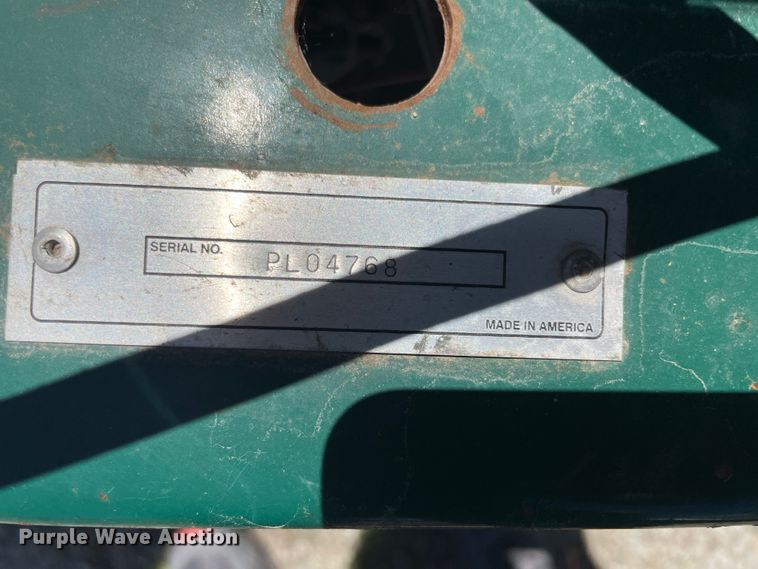 SERIAL NO.
PL04768
MADE IN AMERICA
Purple Wave Auction